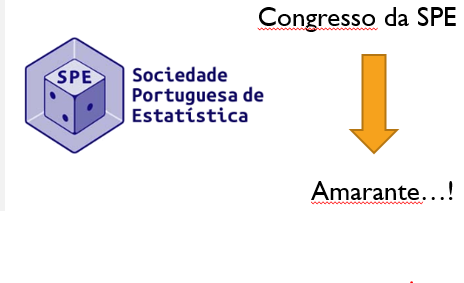 Congresso da SPE
SPE
Sociedade
Portuguesa de
Estatística
Amarante...!